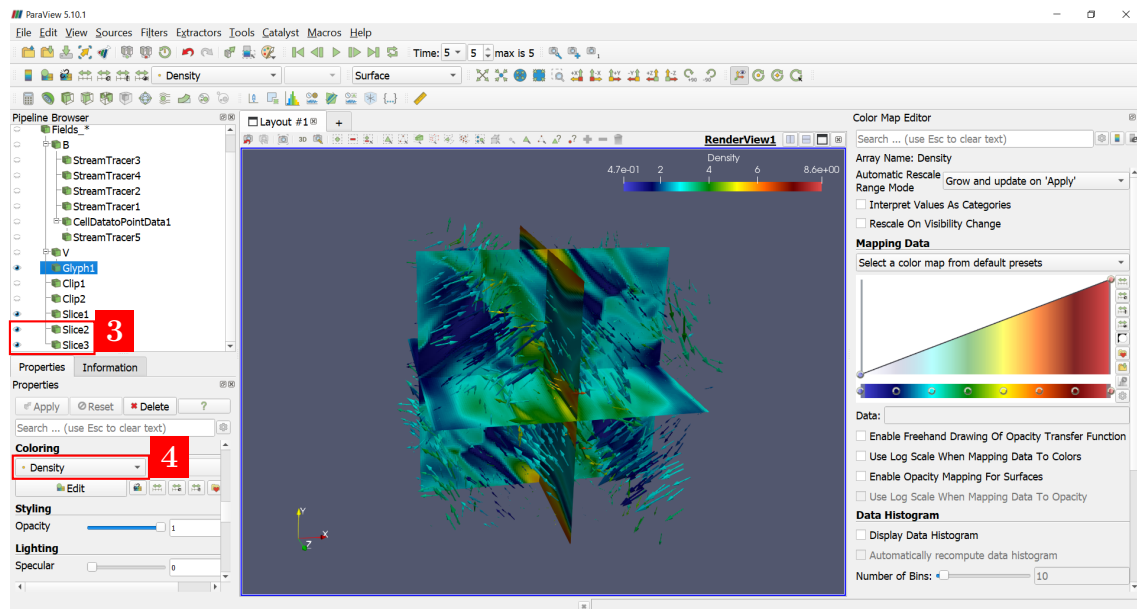 ParaView 5.10.1
File Edit View Sources Filters Extractors Tools Catalyst Macros Help
Time: 5 5 max is 5
Density Surface
Pipeline Browser
Fields_*
B
StreamTracer3
StreamTracer4
StreamTracer2
StreamTracer1
CellDatatoPointData1
StreamTracer5
V
Glyph1
Clip1
Clip2
Slice1
Slice2
Slice3
3
Properties Information
Properties
Apply Reset Delete ?
Search ... (use Esc to clear text)
Coloring
Density
4
Edit
Styling
Opacity 1
Lighting
Specular 0
Layout #1 +
3D RenderView1
Density
4.7e-01 2 4 6 8.6e+00
Y
X
Z
Color Map Editor
Search ... (use Esc to clear text)
Array Name: Density
Automatic Rescale
Range Mode
Grow and update on 'Apply'
Interpret Values As Categories
Rescale On Visibility Change
Mapping Data
Select a color map from default presets
Data:
Enable Freehand Drawing Of Opacity Transfer Function
Use Log Scale When Mapping Data To Colors
Enable Opacity Mapping For Surfaces
Use Log Scale When Mapping Data To Opacity
Data Histogram
Display Data Histogram
Automatically recompute data histogram
Number of Bins: 10